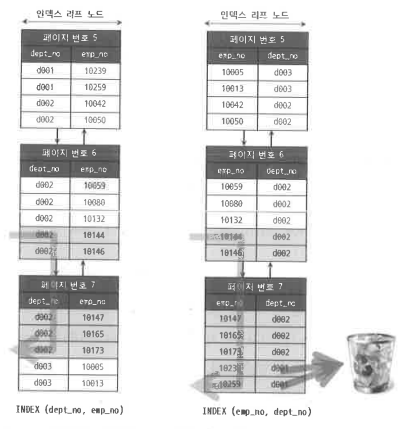 인덱스 리프 노드
페이지 번호 5
dept_no emp_no
d001 10239
d001 10259
d002 10042
d002 10050
페이지 번호 6
dept_no emp_no
d002 10059
d002 10080
d002 10132
d002 10144
d002 10146
페이지 번호 7
dept_no emp_no
d002 10147
d002 10165
d002 10173
d003 10005
d003 10013
INDEX (dept_no, emp_no)
인덱스 리프 노드
페이지 번호 5
emp_no dept_no
10005 d003
10013 d003
10042 d002
10050 d002
페이지 번호 6
emp_no dept_no
10059 d002
10080 d002
10132 d002
10144 d002
10146 d002
페이지 번호 7
emp_no dept_no
10147 d002
10165 d002
10173 d002
10239 d001
10259 d001
INDEX (emp_no, dept_no)